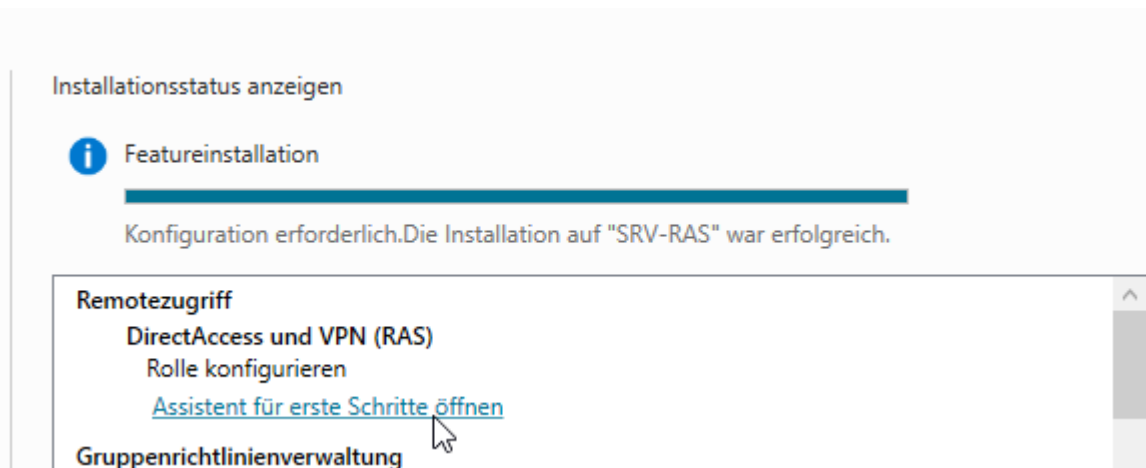 Installationsstatus anzeigen
Featureinstallation
Konfiguration erforderlich.Die Installation auf "SRV-RAS" war erfolgreich.
Remotezugriff
DirectAccess und VPN (RAS)
Rolle konfigurieren
Assistent für erste Schritte öffnen
Gruppenrichtlinienverwaltung